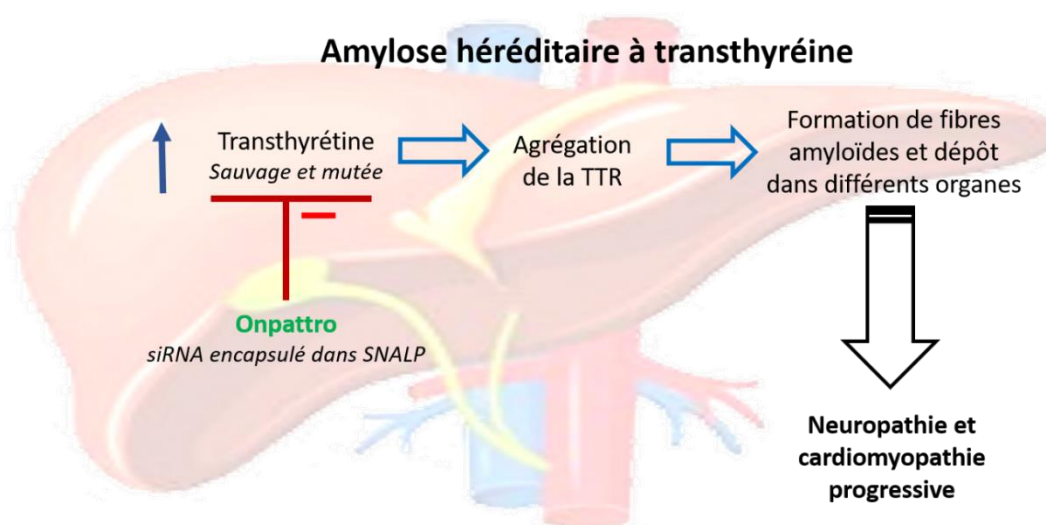 Amylose héréditaire à transthyréine
Transthyrétine
Sauvage et mutée
Agrégation
de la TTR
Formation de fibres
amyloïdes et dépôt
dans différents organes
Onpattro
siRNA encapsulé dans SNALP
Neuropathie et
cardiomyopathie
progressive